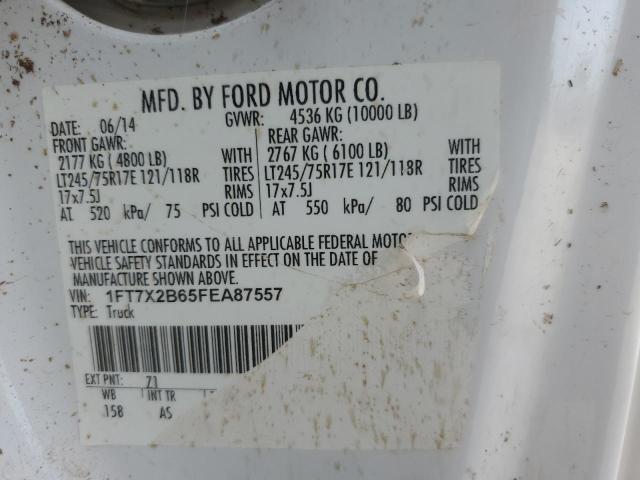 MFD. BY FORD MOTOR CO.
DATE: 06/14 GVWR: 4536 KG (10000 LB)
FRONT GAWR: REAR GAWR:
2177 KG ( 4800 LB) WITH 2767 KG ( 6100 LB) WITH
LT245/75R17E 121/118R TIRES LT245/75R17E 121/118R TIRES
17x7.5J RIMS 17x7.5J RIMS
AT 520 kPa/ 75 PSI COLD AT 550 kPa/ 80 PSI COLD
THIS VEHICLE CONFORMS TO ALL APPLICABLE FEDERAL MOTOR
VEHICLE SAFETY STANDARDS IN EFFECT ON THE DATE OF
MANUFACTURE SHOWN ABOVE.
VIN: 1FT7X2B65FEA87557
TYPE: Truck
EXT PNT: Z1
WB INT TR
158 AS